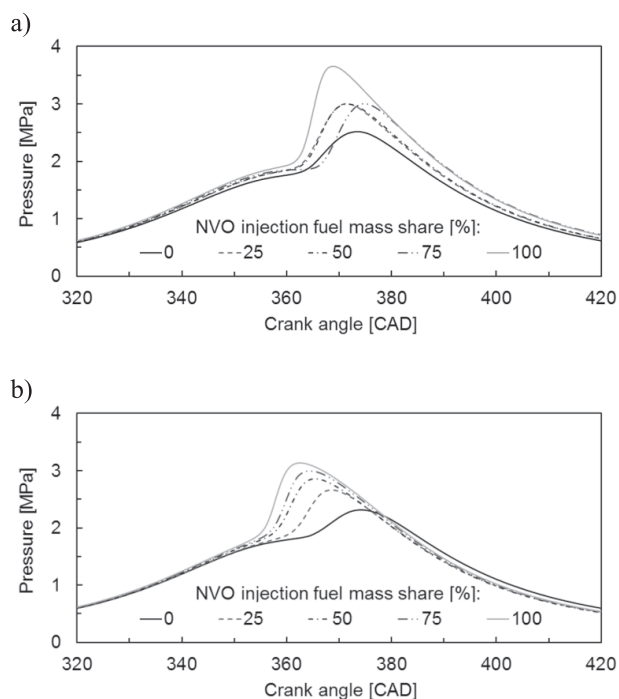 a)
4
3
2
1
0
Pressure [MPa]
NVO injection fuel mass share [%]:
0 25 50 75 100
320 340 360 380 400 420
Crank angle [CAD]
b)
4
3
2
1
0
Pressure [MPa]
NVO injection fuel mass share [%]:
0 25 50 75 100
320 340 360 380 400 420
Crank angle [CAD]